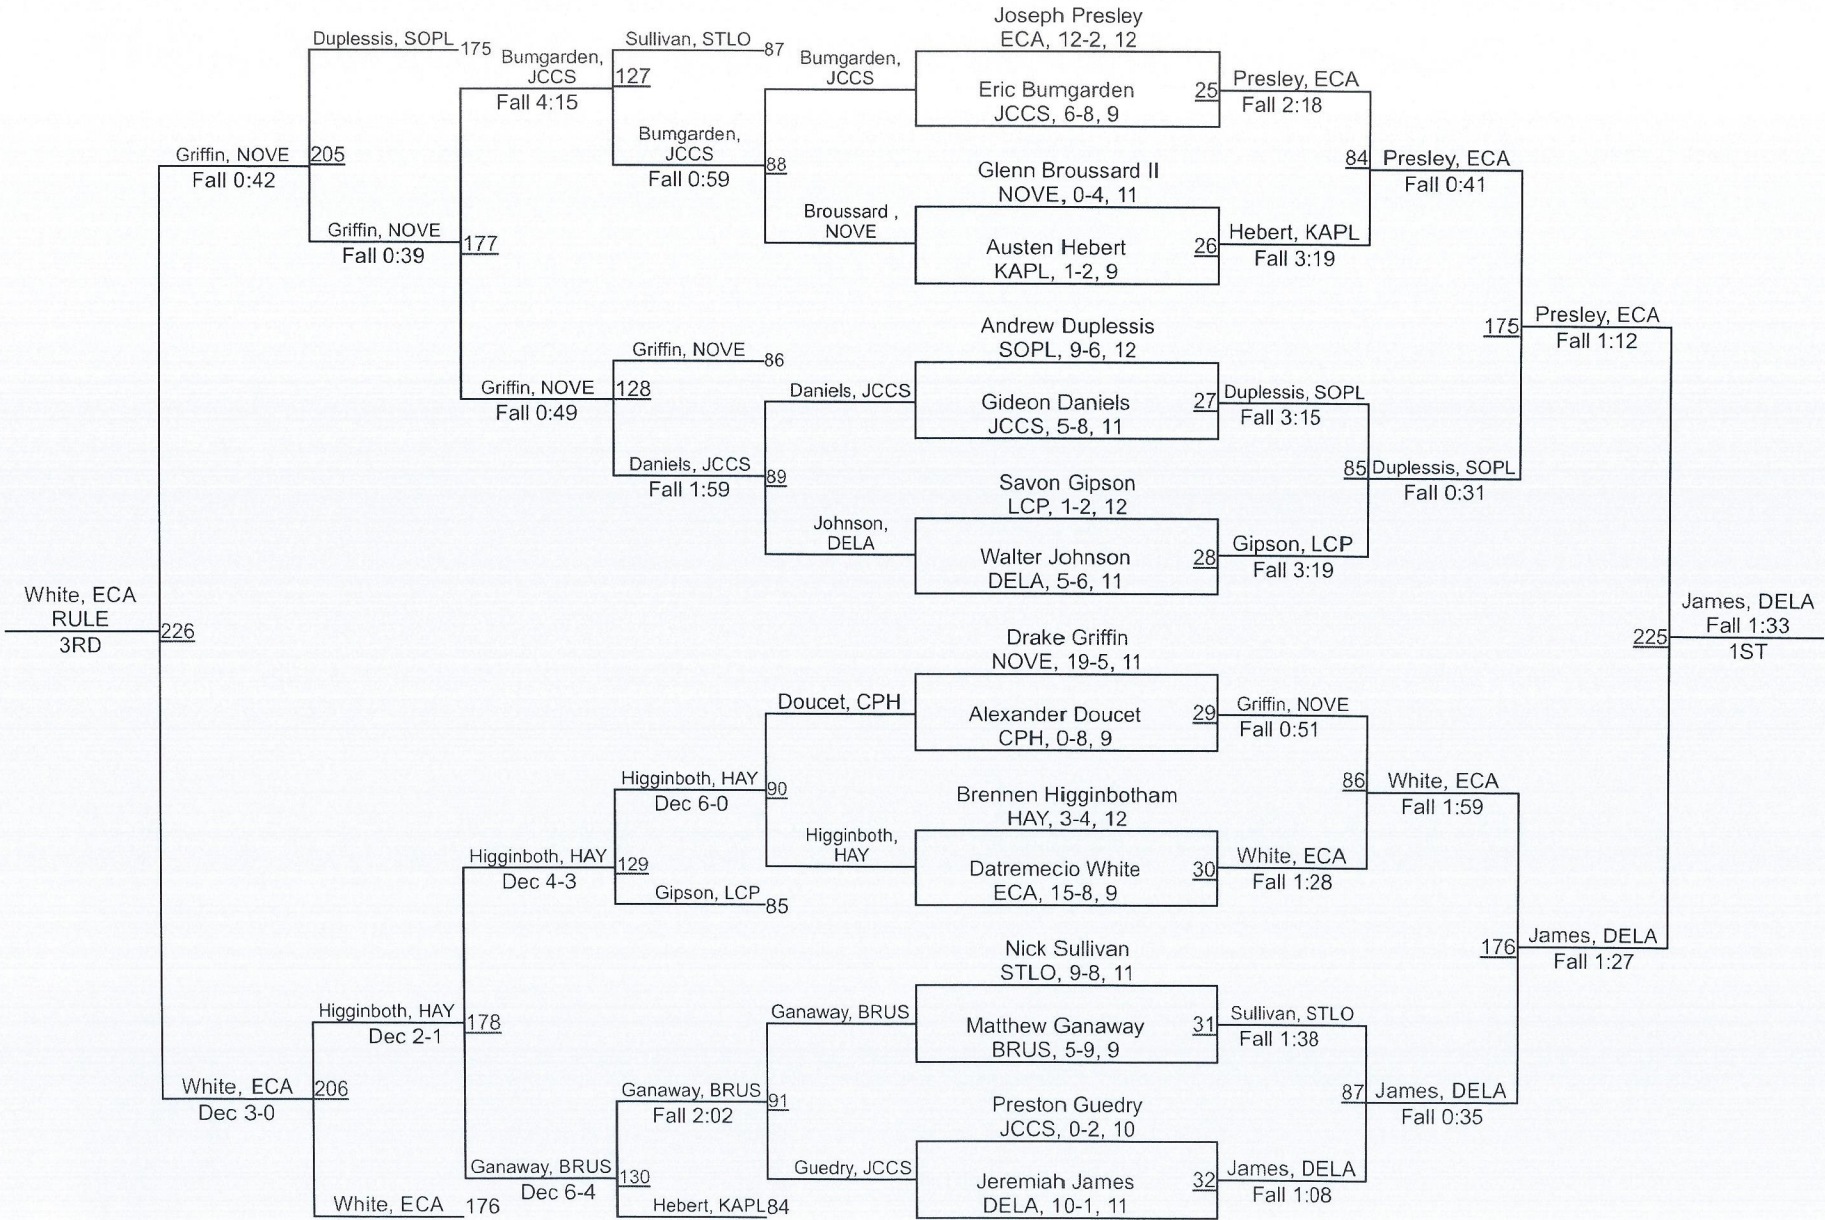 Joseph Presley
ECA, 12-2, 12
Duplessis, SOPL 175
Sullivan, STLO 87
Bumgarden,
JCCS
127
Fall 4:15
Bumgarden,
JCCS
Eric Bumgarden
JCCS, 6-8, 9
25
Presley, ECA
Fall 2:18
Bumgarden,
JCCS
88
Fall 0:59
Griffin, NOVE 205
Fall 0:42
Glenn Broussard II
NOVE, 0-4, 11
84
Presley, ECA
Fall 0:41
Griffin, NOVE 177
Fall 0:39
Broussard ,
NOVE
Austen Hebert
KAPL, 1-2, 9
26
Hebert, KAPL
Fall 3:19
Andrew Duplessis
SOPL, 9-6, 12
175
Presley, ECA
Fall 1:12
Griffin, NOVE 86
Griffin, NOVE 128
Fall 0:49
Daniels, JCCS
Gideon Daniels
JCCS, 5-8, 11
27
Duplessis, SOPL
Fall 3:15
Daniels, JCCS 89
Fall 1:59
Savon Gipson
LCP, 1-2, 12
85
Duplessis, SOPL
Fall 0:31
Johnson,
DELA
Walter Johnson
DELA, 5-6, 11
28
Gipson, LCP
Fall 3:19
White, ECA
RULE
3RD
226
Drake Griffin
NOVE, 19-5, 11
225
James, DELA
Fall 1:33
1ST
Doucet, CPH
Alexander Doucet
CPH, 0-8, 9
29
Griffin, NOVE
Fall 0:51
Higginboth, HAY 90
Dec 6-0
Brennen Higginbotham
HAY, 3-4, 12
86
White, ECA
Fall 1:59
Higginboth, HAY 129
Dec 4-3
Higginboth,
HAY
Datremecio White
ECA, 15-8, 9
30
White, ECA
Fall 1:28
Gipson, LCP 85
Nick Sullivan
STLO, 9-8, 11
176
James, DELA
Fall 1:27
Higginboth, HAY 178
Dec 2-1
Ganaway, BRUS
Matthew Ganaway
BRUS, 5-9, 9
31
Sullivan, STLO
Fall 1:38
White, ECA 206
Dec 3-0
Ganaway, BRUS 91
Fall 2:02
Preston Guedry
JCCS, 0-2, 10
87
James, DELA
Fall 0:35
Ganaway, BRUS 130
Dec 6-4
Guedry, JCCS
Jeremiah James
DELA, 10-1, 11
32
James, DELA
Fall 1:08
White, ECA 176
Hebert, KAPL 84